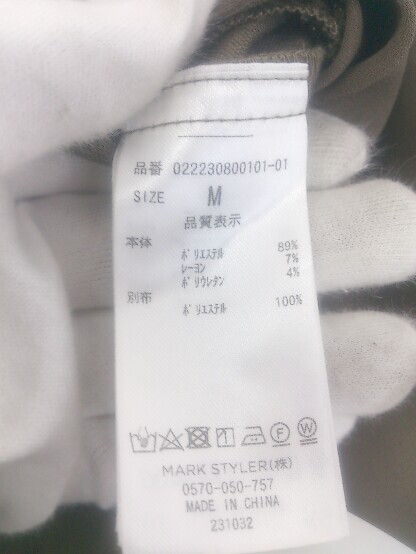 品番 022230800101-01
SIZE M
品質表示
本体
ﾎﾟﾘｴｽﾃﾙ 89%
ﾚｰﾖﾝ 7%
ﾎﾟﾘｳﾚﾀﾝ 4%
別布
ﾎﾟﾘｴｽﾃﾙ 100%
F W
MARK STYLER(株)
0570-050-757
MADE IN CHINA
231032